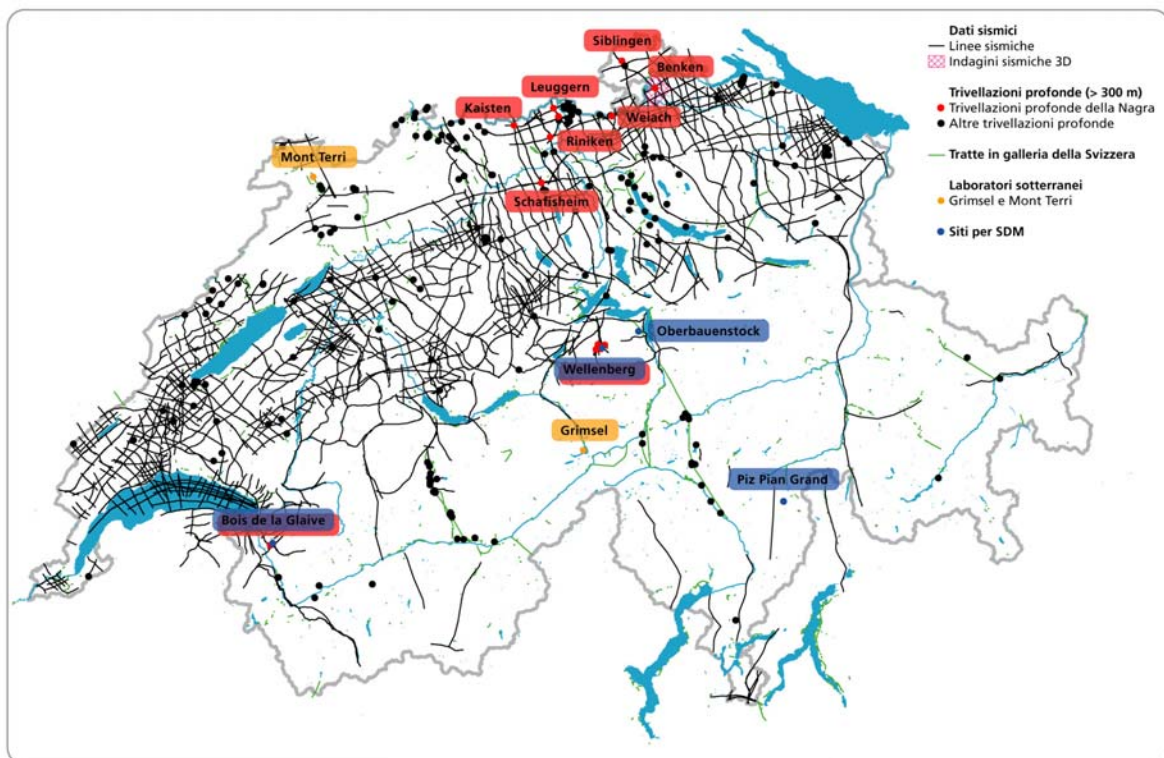 Siblingen
Benken
Leuggern
Kaisten
Weiach
Riniken
Mont Terri
Schafisheim
Oberbauenstock
Wellenberg
Grimsel
Piz Pian Grand
Bois de la Glaive
Dati sismici
Linee sismiche
Indagini sismiche 3D
Trivellazioni profonde (> 300 m)
Trivellazioni profonde della Nagra
Altre trivellazioni profonde
Tratte in galleria della Svizzera
Laboratori sotterranei
Grimsel e Mont Terri
Siti per SDM